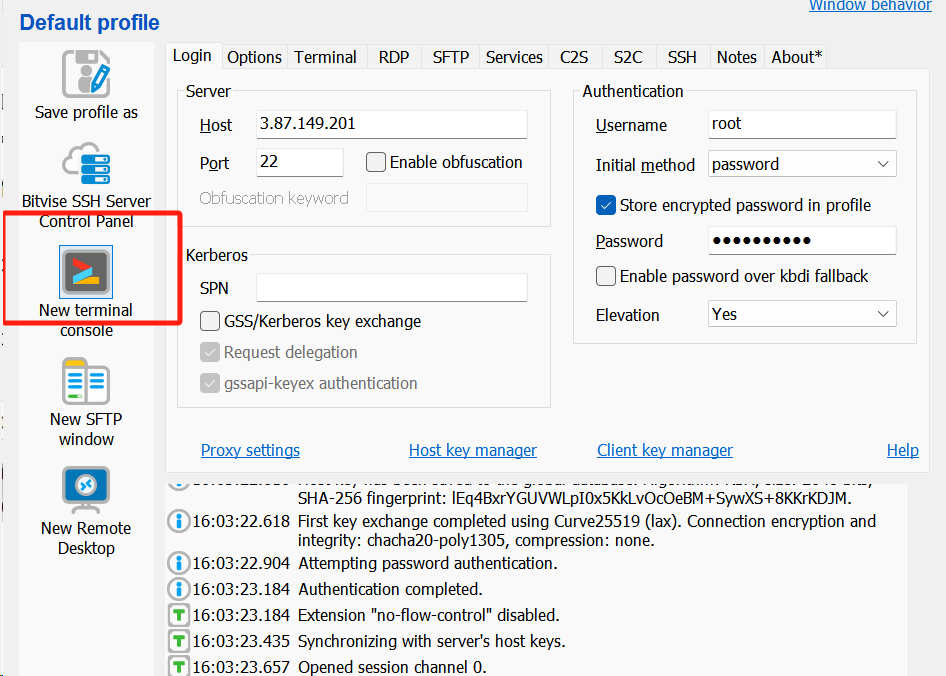 Window behavior
Default profile
Save profile as
Bitvise SSH Server
Control Panel
New terminal
console
New SFTP
window
New Remote
Desktop
Login Options Terminal RDP SFTP Services C2S S2C SSH Notes About*
Server
Host 3.87.149.201
Port 22 Enable obfuscation
Obfuscation keyword
Kerberos
SPN
GSS/Kerberos key exchange
Request delegation
gssapi-keyex authentication
Authentication
Username root
Initial method password
Store encrypted password in profile
Password ●●●●●●●●●●
Enable password over kbdi fallback
Elevation Yes
Proxy settings Host key manager Client key manager Help
SHA-256 fingerprint: lEq4BxrYGUVWLpI0x5KkLvOcOeBM+SywXS+8KKrKDJM.
16:03:22.618 First key exchange completed using Curve25519 (lax). Connection encryption and
integrity: chacha20-poly1305, compression: none.
16:03:22.904 Attempting password authentication.
16:03:23.184 Authentication completed.
16:03:23.184 Extension "no-flow-control" disabled.
16:03:23.435 Synchronizing with server's host keys.
16:03:23.657 Opened session channel 0.